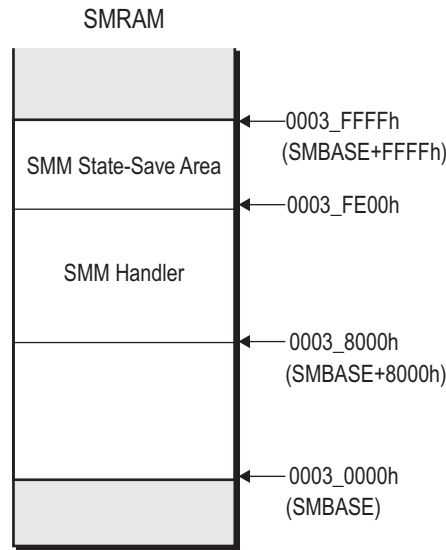 SMRAM
0003_FFFFh
(SMBASE+FFFFh)
SMM State-Save Area
0003_FE00h
SMM Handler
0003_8000h
(SMBASE+8000h)
0003_0000h
(SMBASE)